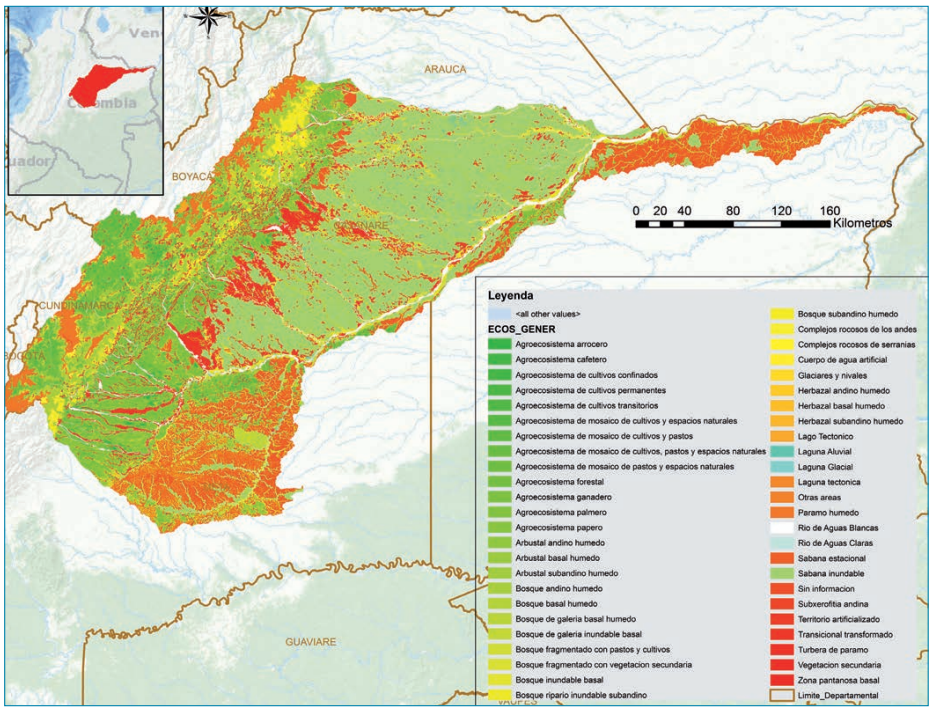 Ven
Colombia
uador
ARAUCA
BOYACA
CUNDINAMARCA
BOGOTA
GUAVIARE
VAUPES
0 20 40 80 120 160
Kilometros
Leyenda
<all other values>
ECOS_GENER
Agroecosistema arrocero
Agroecosistema cafetero
Agroecosistema de cultivos confinados
Agroecosistema de cultivos permanentes
Agroecosistema de cultivos transitorios
Agroecosistema de mosaico de cultivos y espacios naturales
Agroecosistema de mosaico de cultivos y pastos
Agroecosistema de mosaico de cultivos, pastos y espacios naturales
Agroecosistema de mosaico de pastos y espacios naturales
Agroecosistema forestal
Agroecosistema ganadero
Agroecosistema palmero
Agroecosistema papero
Arbustal andino humedo
Arbustal basal humedo
Arbustal subandino humedo
Bosque andino humedo
Bosque basal humedo
Bosque de galeria basal humedo
Bosque de galeria inundable basal
Bosque fragmentado con pastos y cultivos
Bosque fragmentado con vegetacion secundaria
Bosque inundable basal
Bosque ripario inundable subandino
Bosque subandino humedo
Complejos rocosos de los andes
Complejos rocosos de serranias
Cuerpo de agua artificial
Glaciares y nivales
Herbazal andino humedo
Herbazal basal humedo
Herbazal subandino humedo
Lago Tectonico
Laguna Aluvial
Laguna Glacial
Laguna tectonica
Otras areas
Paramo humedo
Rio de Aguas Blancas
Rio de Aguas Claras
Sabana estacional
Sabana inundable
Sin informacion
Subxerofitia andina
Territorio artificializado
Transicional transformado
Turbera de paramo
Vegetacion secundaria
Zona pantanosa basal
Limite_Departamental